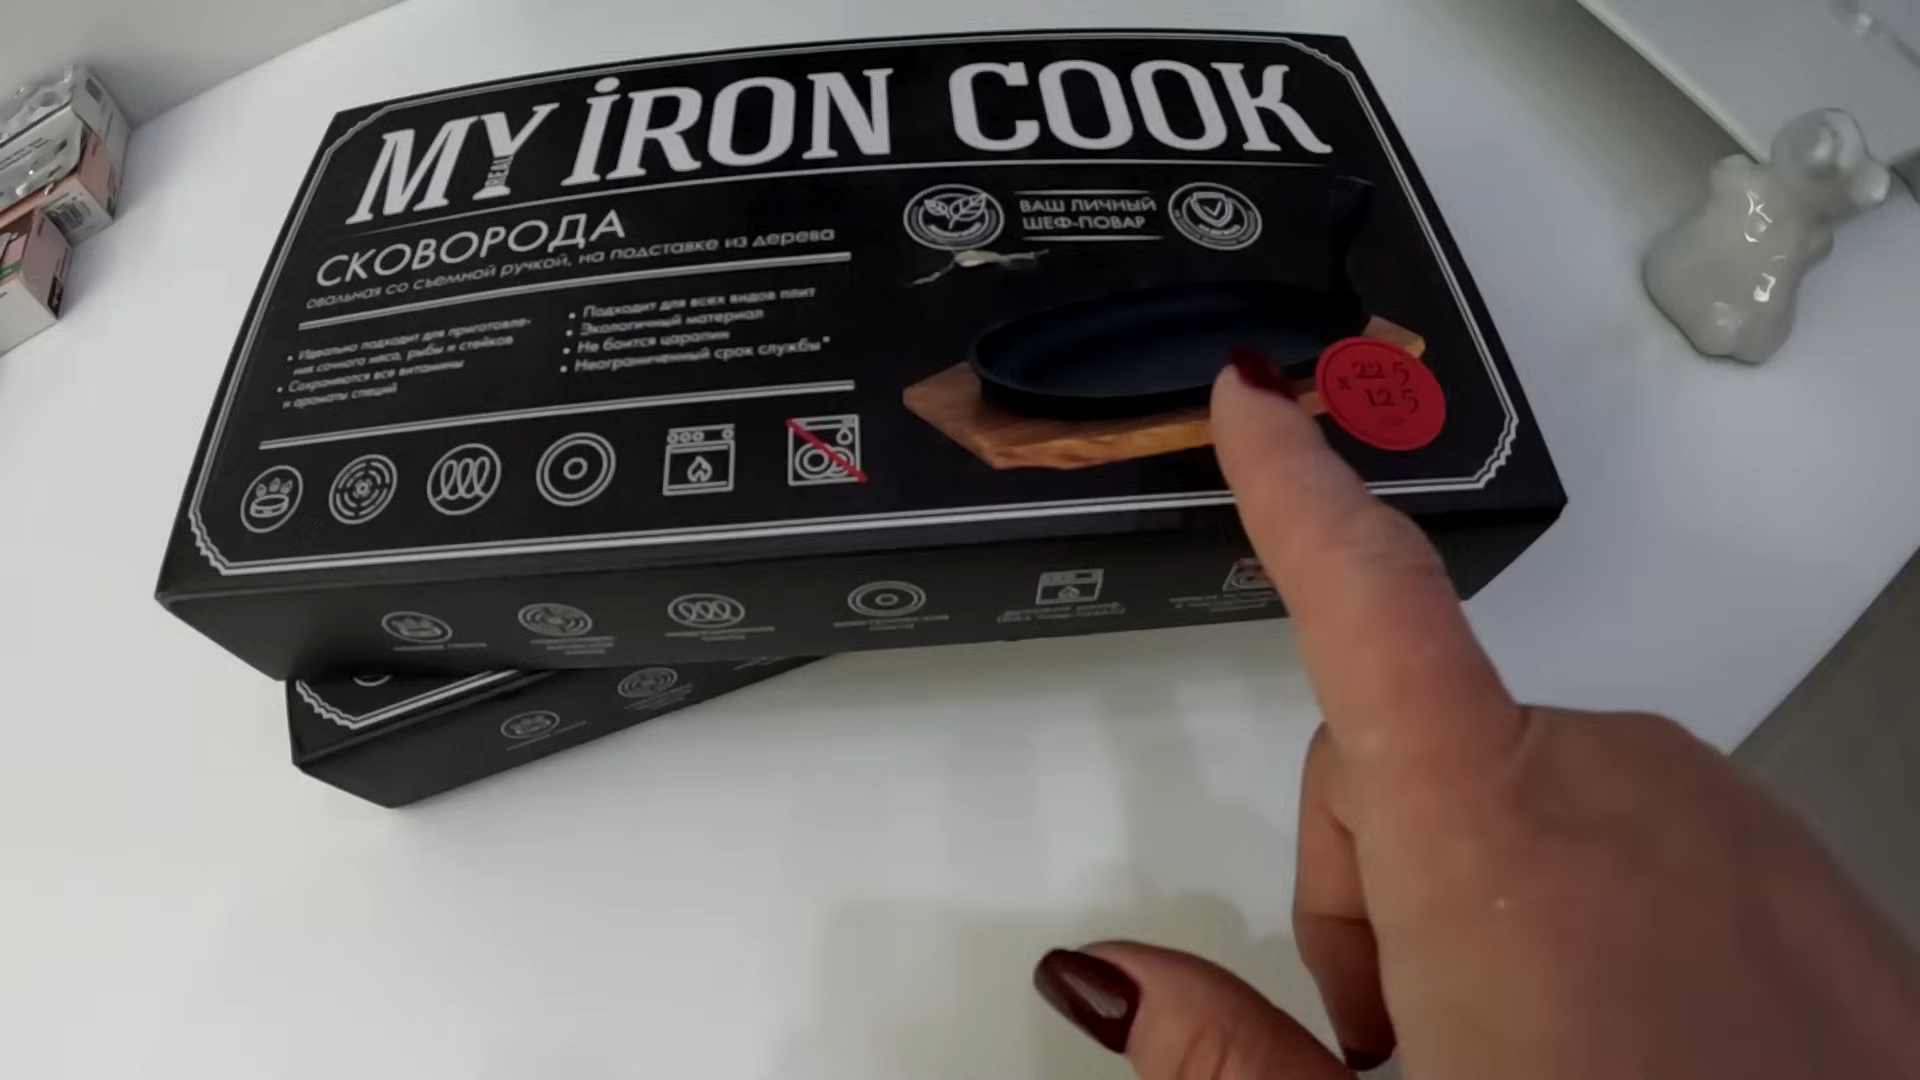 MY iRON COOK
REAL
СКОВОРОДА
овальная со съемной ручкой, на подставке из дерева
ВАШ ЛИЧНЫЙ
ШЕФ-ПОВАР
• Идеально подходит для приготовле-
ния сочного мяса, рыбы и стейков
• Сохраняются все витамины
и ароматы специй
• Подходит для всех видов плит
• Экологичный материал
• Не боится царапин
• Неограниченный срок службы*
x 22 5
12 5